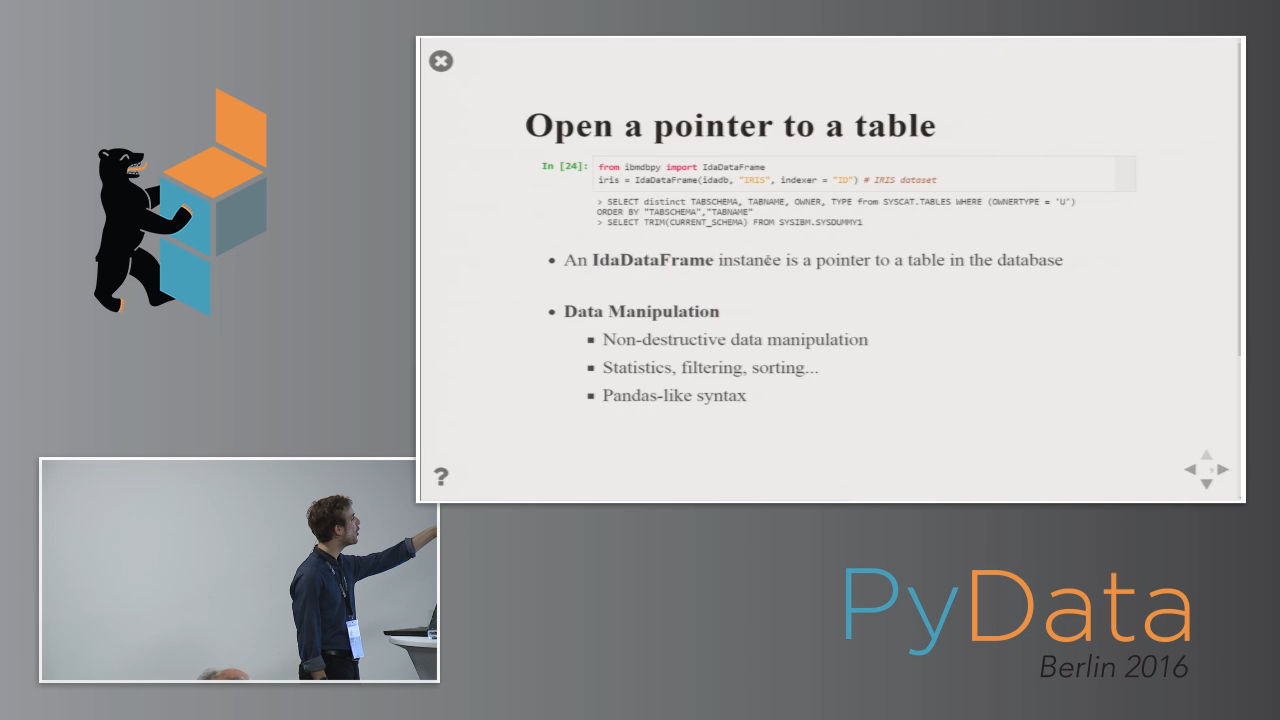 Open a pointer to a table
In [24]: from ibmdbpy import IdaDataFrame
iris = IdaDataFrame(idadb, "IRIS", indexer = "ID") # IRIS dataset
> SELECT distinct TABSCHEMA, TABNAME, OWNER, TYPE from SYSCAT.TABLES WHERE (OWNERTYPE = 'U')
ORDER BY "TABSCHEMA","TABNAME"
> SELECT TRIM(CURRENT_SCHEMA) FROM SYSIBM.SYSDUMMY1
• An IdaDataFrame instance is a pointer to a table in the database
• Data Manipulation
▪ Non-destructive data manipulation
▪ Statistics, filtering, sorting...
▪ Pandas-like syntax
?
PyData
Berlin 2016